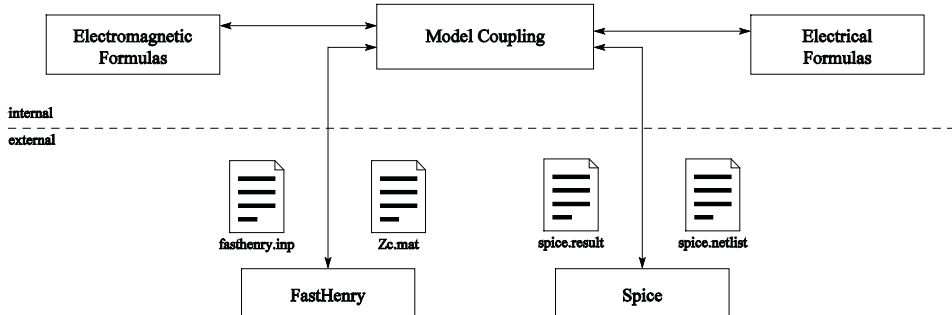 Electromagnetic
Formulas
Model Coupling
Electrical
Formulas
internal
external
fasthenry.inp
Zc.mat
spice.result
spice.netlist
FastHenry
Spice